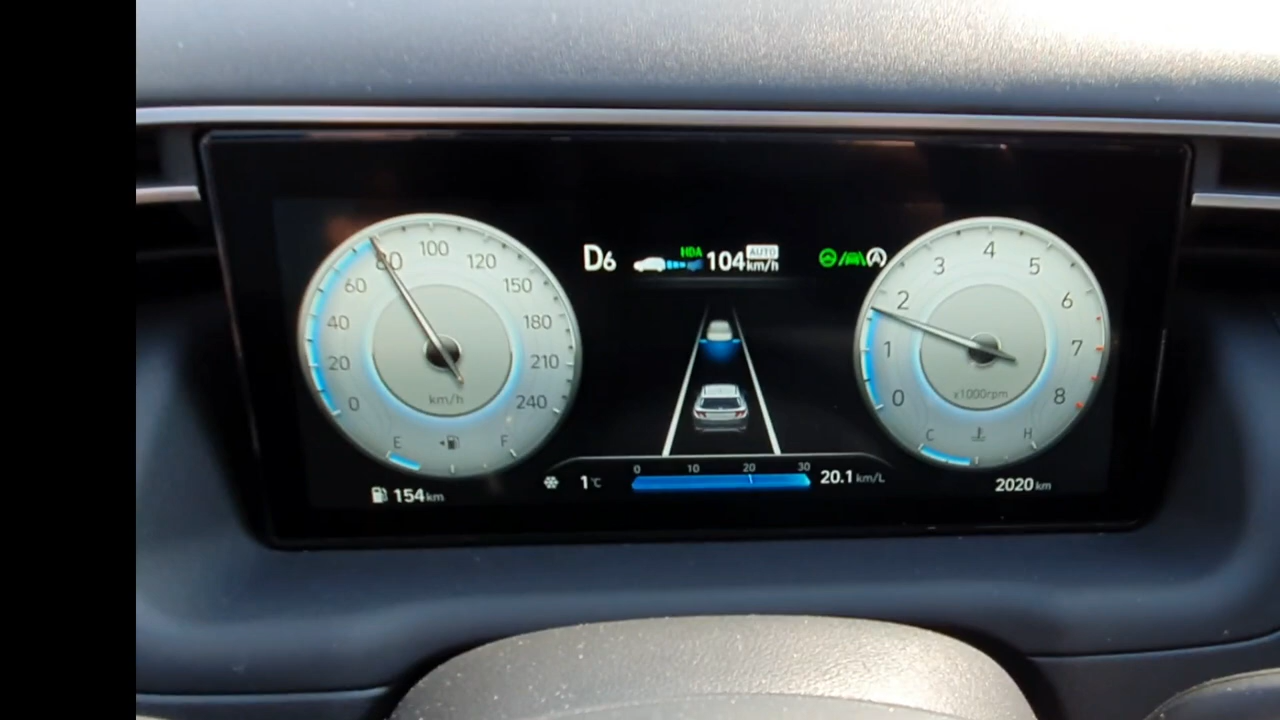 0
20
40
60
80
100
120
150
180
210
240
km/h
E F
154 km
D6
HDA
104 km/h
AUTO
A
0 10 20 30
1 °C
20.1 km/L
0
1
2
3
4
5
6
7
8
x1000rpm
C H
2020 km